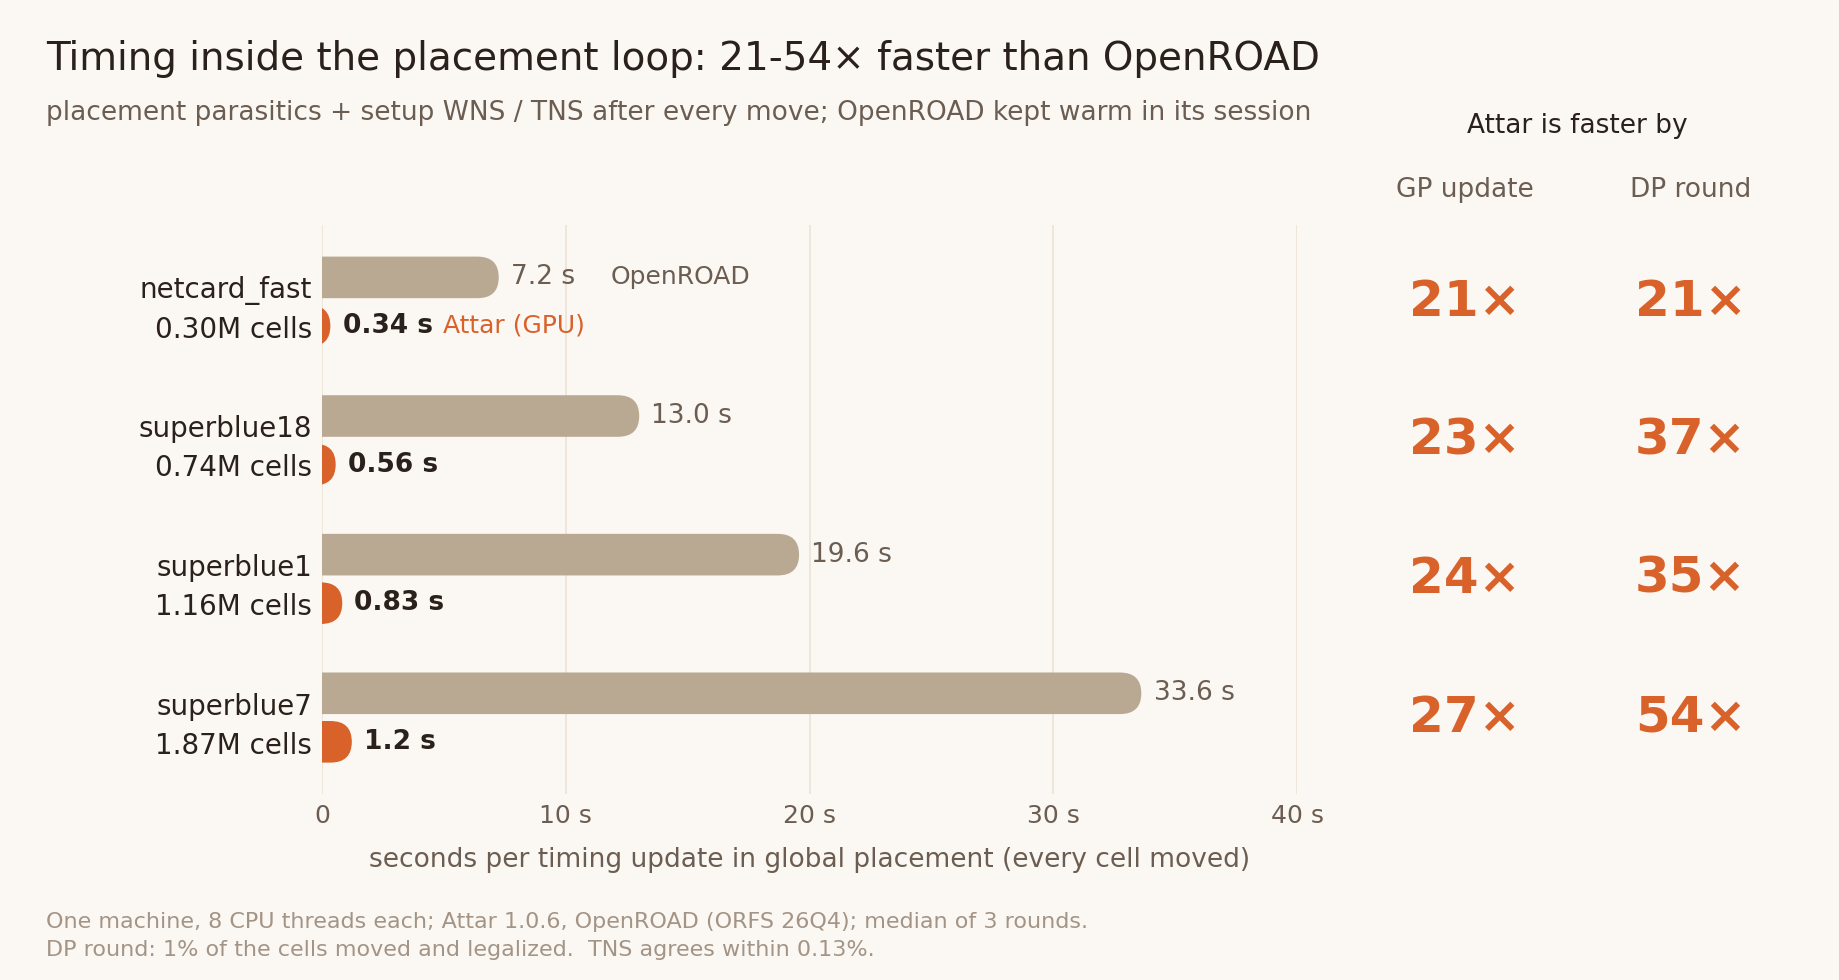 Timing inside the placement loop: 21-54× faster than OpenROAD
placement parasitics + setup WNS / TNS after every move; OpenROAD kept warm in its session
Attar is faster by
GP update
DP round
netcard_fast
0.30M cells
7.2 s
OpenROAD
0.34 s
Attar (GPU)
21×
21×
superblue18
0.74M cells
13.0 s
0.56 s
23×
37×
superblue1
1.16M cells
19.6 s
0.83 s
24×
35×
superblue7
1.87M cells
33.6 s
1.2 s
27×
54×
0
10 s
20 s
30 s
40 s
seconds per timing update in global placement (every cell moved)
One machine, 8 CPU threads each; Attar 1.0.6, OpenROAD (ORFS 26Q4); median of 3 rounds.
DP round: 1% of the cells moved and legalized.  TNS agrees within 0.13%.